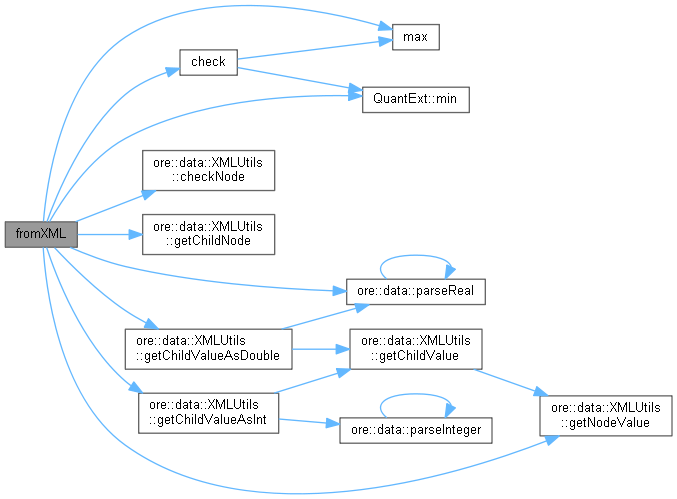 max
check
QuantExt::min
ore::data::XMLUtils
::checkNode
ore::data::XMLUtils
::getChildNode
fromXML
ore::data::parseReal
ore::data::XMLUtils
::getChildValueAsDouble
ore::data::XMLUtils
::getChildValue
ore::data::XMLUtils
::getChildValueAsInt
ore::data::parseInteger
ore::data::XMLUtils
::getNodeValue